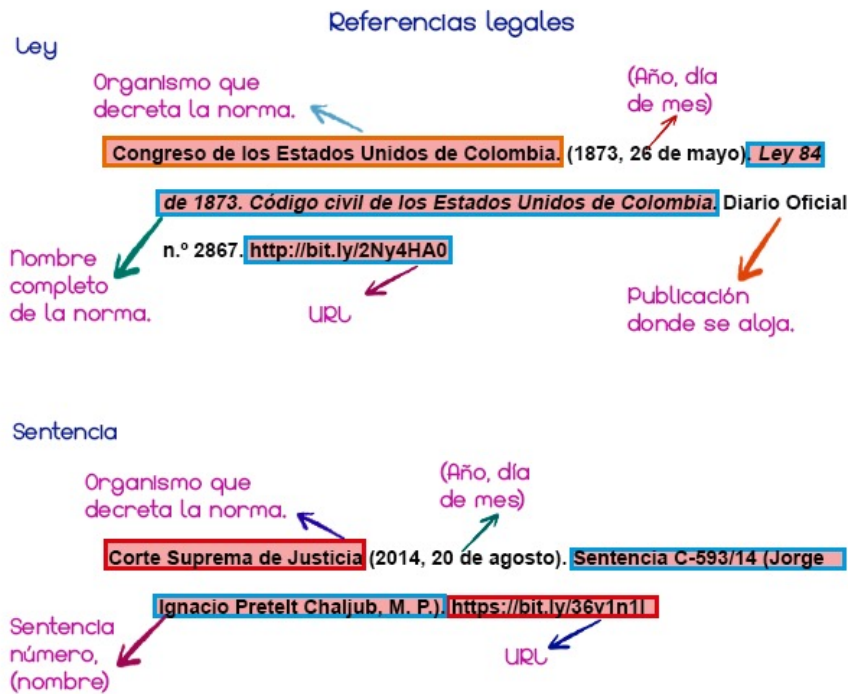 Referencias legales
Ley
Organismo que
decreta la norma.
(Año, día
de mes)
Congreso de los Estados Unidos de Colombia. (1873, 26 de mayo). Ley 84
de 1873. Código civil de los Estados Unidos de Colombia. Diario Oficial
n.º 2867. http://bit.ly/2Ny4HA0
Nombre
completo
de la norma.
URL
Publicación
donde se aloja.
Sentencia
Organismo que
decreta la norma.
(Año, día
de mes)
Corte Suprema de Justicia (2014, 20 de agosto). Sentencia C-593/14 (Jorge
Ignacio Pretelt Chaljub, M. P.). https://bit.ly/36v1n1l
Sentencia
número,
(nombre)
URL